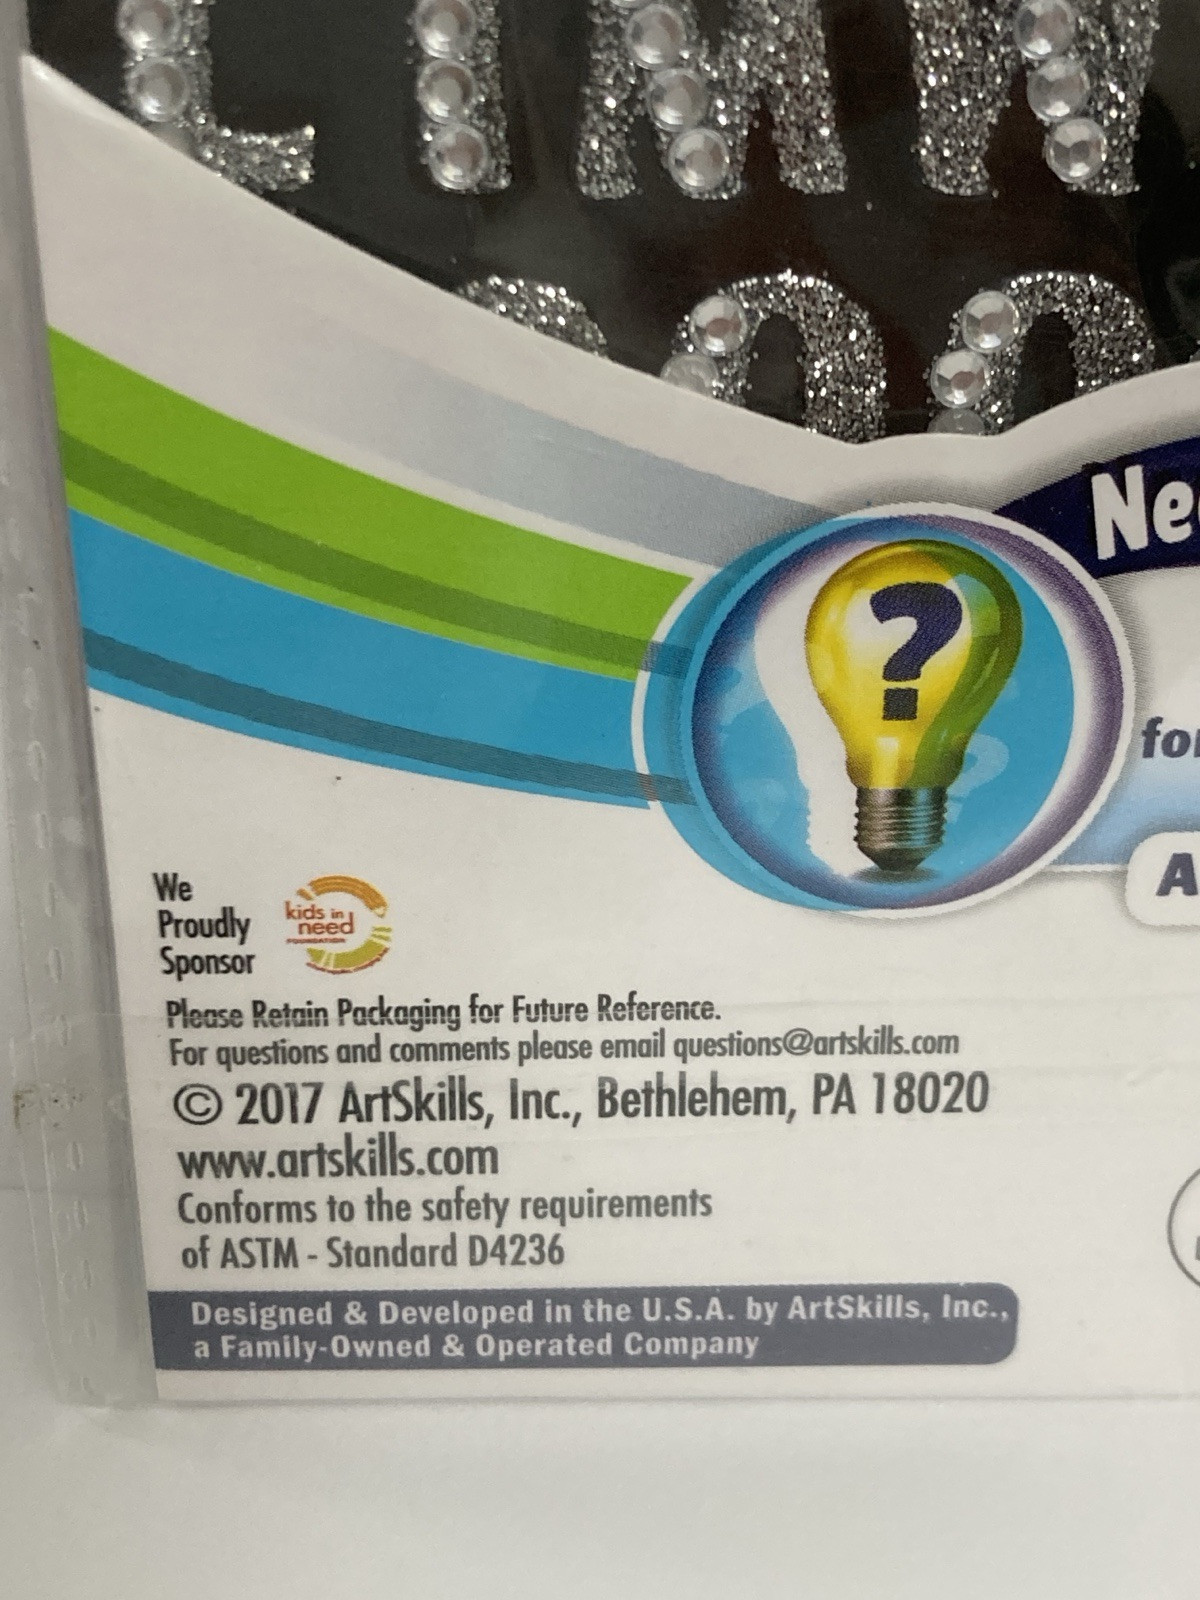 ?
We
Proudly
Sponsor
kids in
need
FOUNDATION
Please Retain Packaging for Future Reference.
For questions and comments please email questions@artskills.com
© 2017 ArtSkills, Inc., Bethlehem, PA 18020
www.artskills.com
Conforms to the safety requirements
of ASTM - Standard D4236
Designed & Developed in the U.S.A. by ArtSkills, Inc.,
a Family-Owned & Operated Company